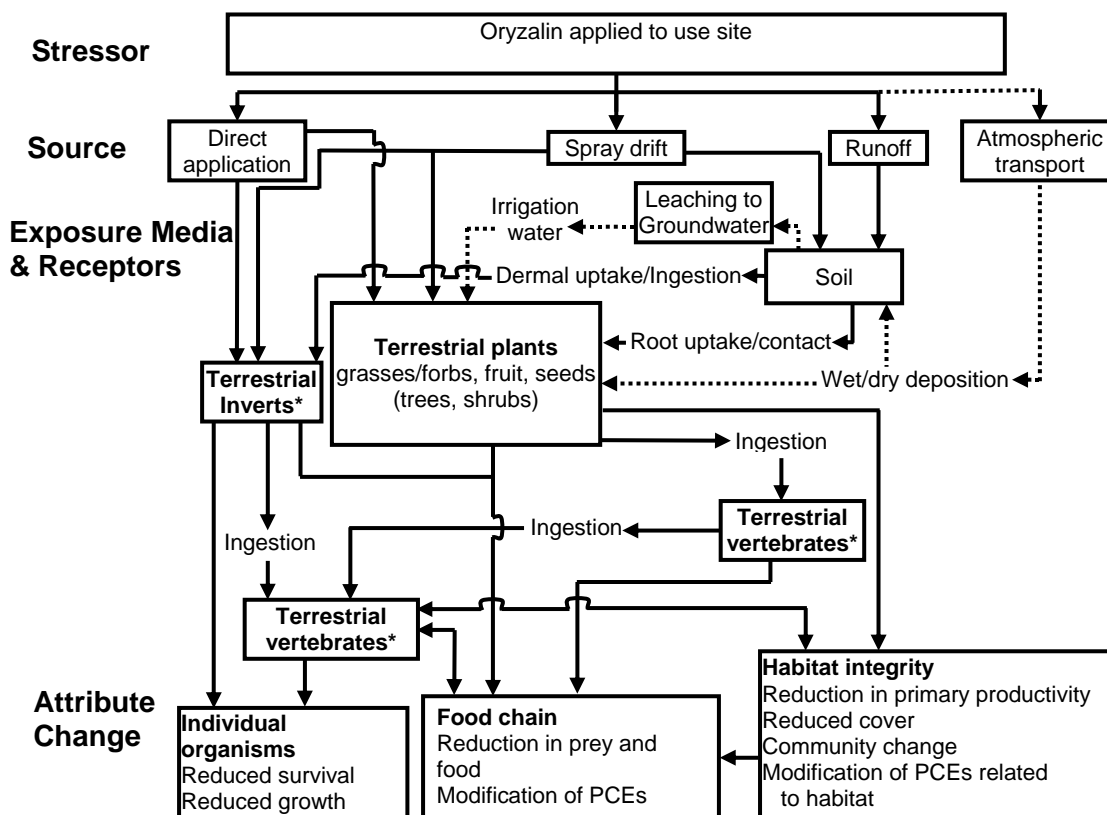 Stressor
Oryzalin applied to use site
Source
Direct
application
Spray drift
Runoff
Atmospheric
transport
Exposure Media
& Receptors
Irrigation
water
Leaching to
Groundwater
Dermal uptake/Ingestion
Soil
Root uptake/contact
Wet/dry deposition
Terrestrial
Inverts*
Terrestrial plants
grasses/forbs, fruit, seeds
(trees, shrubs)
Ingestion
Ingestion
Ingestion
Terrestrial
vertebrates*
Terrestrial
vertebrates*
Attribute
Change
Individual
organisms
Reduced survival
Reduced growth
Food chain
Reduction in prey and
food
Modification of PCEs
Habitat integrity
Reduction in primary productivity
Reduced cover
Community change
Modification of PCEs related
to habitat